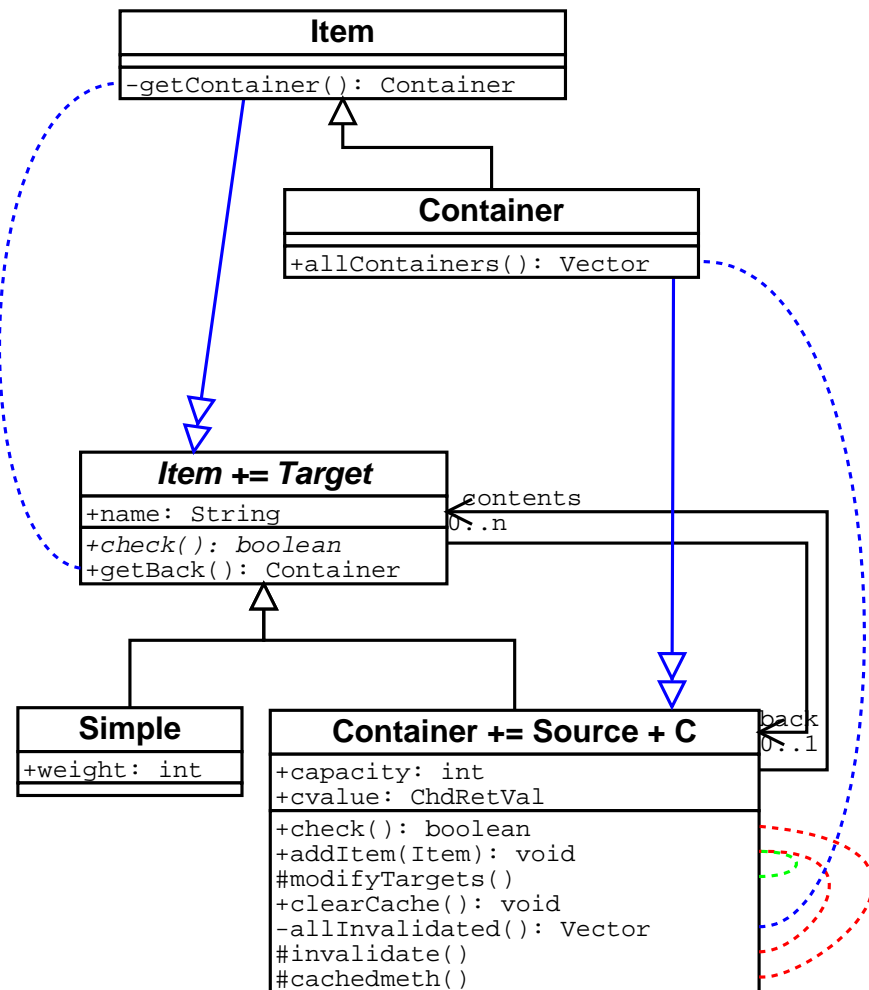 Item
-getContainer(): Container
Container
+allContainers(): Vector
Item += Target
+name: String
+check(): boolean
+getBack(): Container
contents
0..n
Simple
+weight: int
Container += Source + C
+capacity: int
+cvalue: ChdRetVal
+check(): boolean
+addItem(Item): void
#modifyTargets()
+clearCache(): void
-allInvalidated(): Vector
#invalidate()
#cachedmeth()
back
0..1